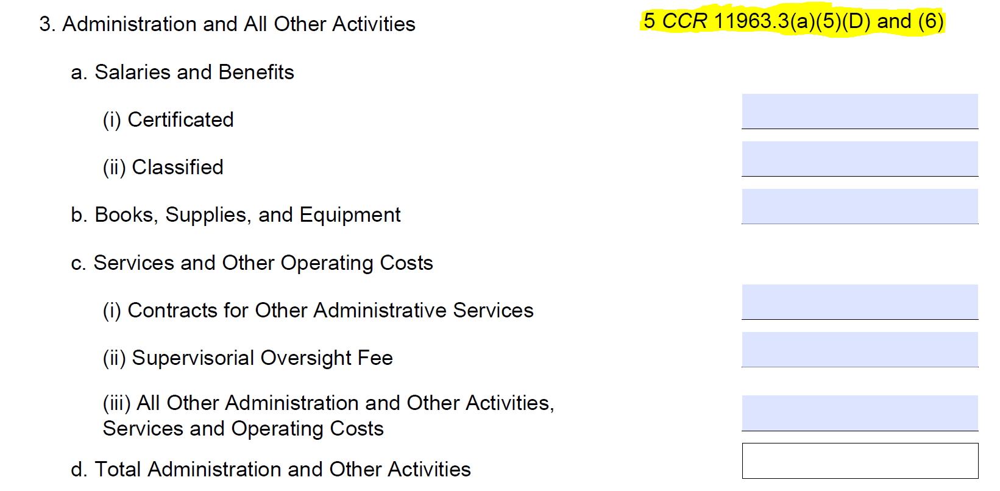 3. Administration and All Other Activities 5 CCR 11963.3(a)(5)(D) and (6)
a. Salaries and Benefits
(i) Certificated
(ii) Classified
b. Books, Supplies, and Equipment
c. Services and Other Operating Costs
(i) Contracts for Other Administrative Services
(ii) Supervisorial Oversight Fee
(iii) All Other Administration and Other Activities,
Services and Operating Costs
d. Total Administration and Other Activities